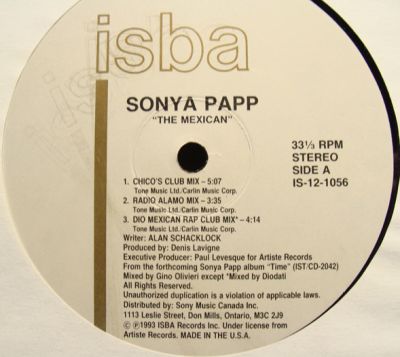 isba
SONYA PAPP
"THE MEXICAN"
33⅓ RPM
STEREO
SIDE A
IS-12-1056
1. CHICO'S CLUB MIX – 5:07
Tone Music Ltd./Carlin Music Corp.
2. RADIO ALAMO MIX – 3:35
Tone Music Ltd./Carlin Music Corp.
3. DIO MEXICAN RAP CLUB MIX* – 4:14
Tone Music Ltd./Carlin Music Corp.
Writer: ALAN SCHACKLOCK
Produced by: Denis Lavigne
Executive Producer: Paul Levesque for Artiste Records
From the forthcoming Sonya Papp album "Time" (IST/CD-2042)
Mixed by Gino Olivieri except *Mixed by Diodati
All Rights Reserved.
Unauthorized duplication is a violation of applicable laws.
Distributed by: Sony Music Canada Inc.
1113 Leslie Street, Don Mills, Ontario, M3C 2J9
℗©1993 ISBA Records Inc. Under license from
Artiste Records. MADE IN THE U.S.A.